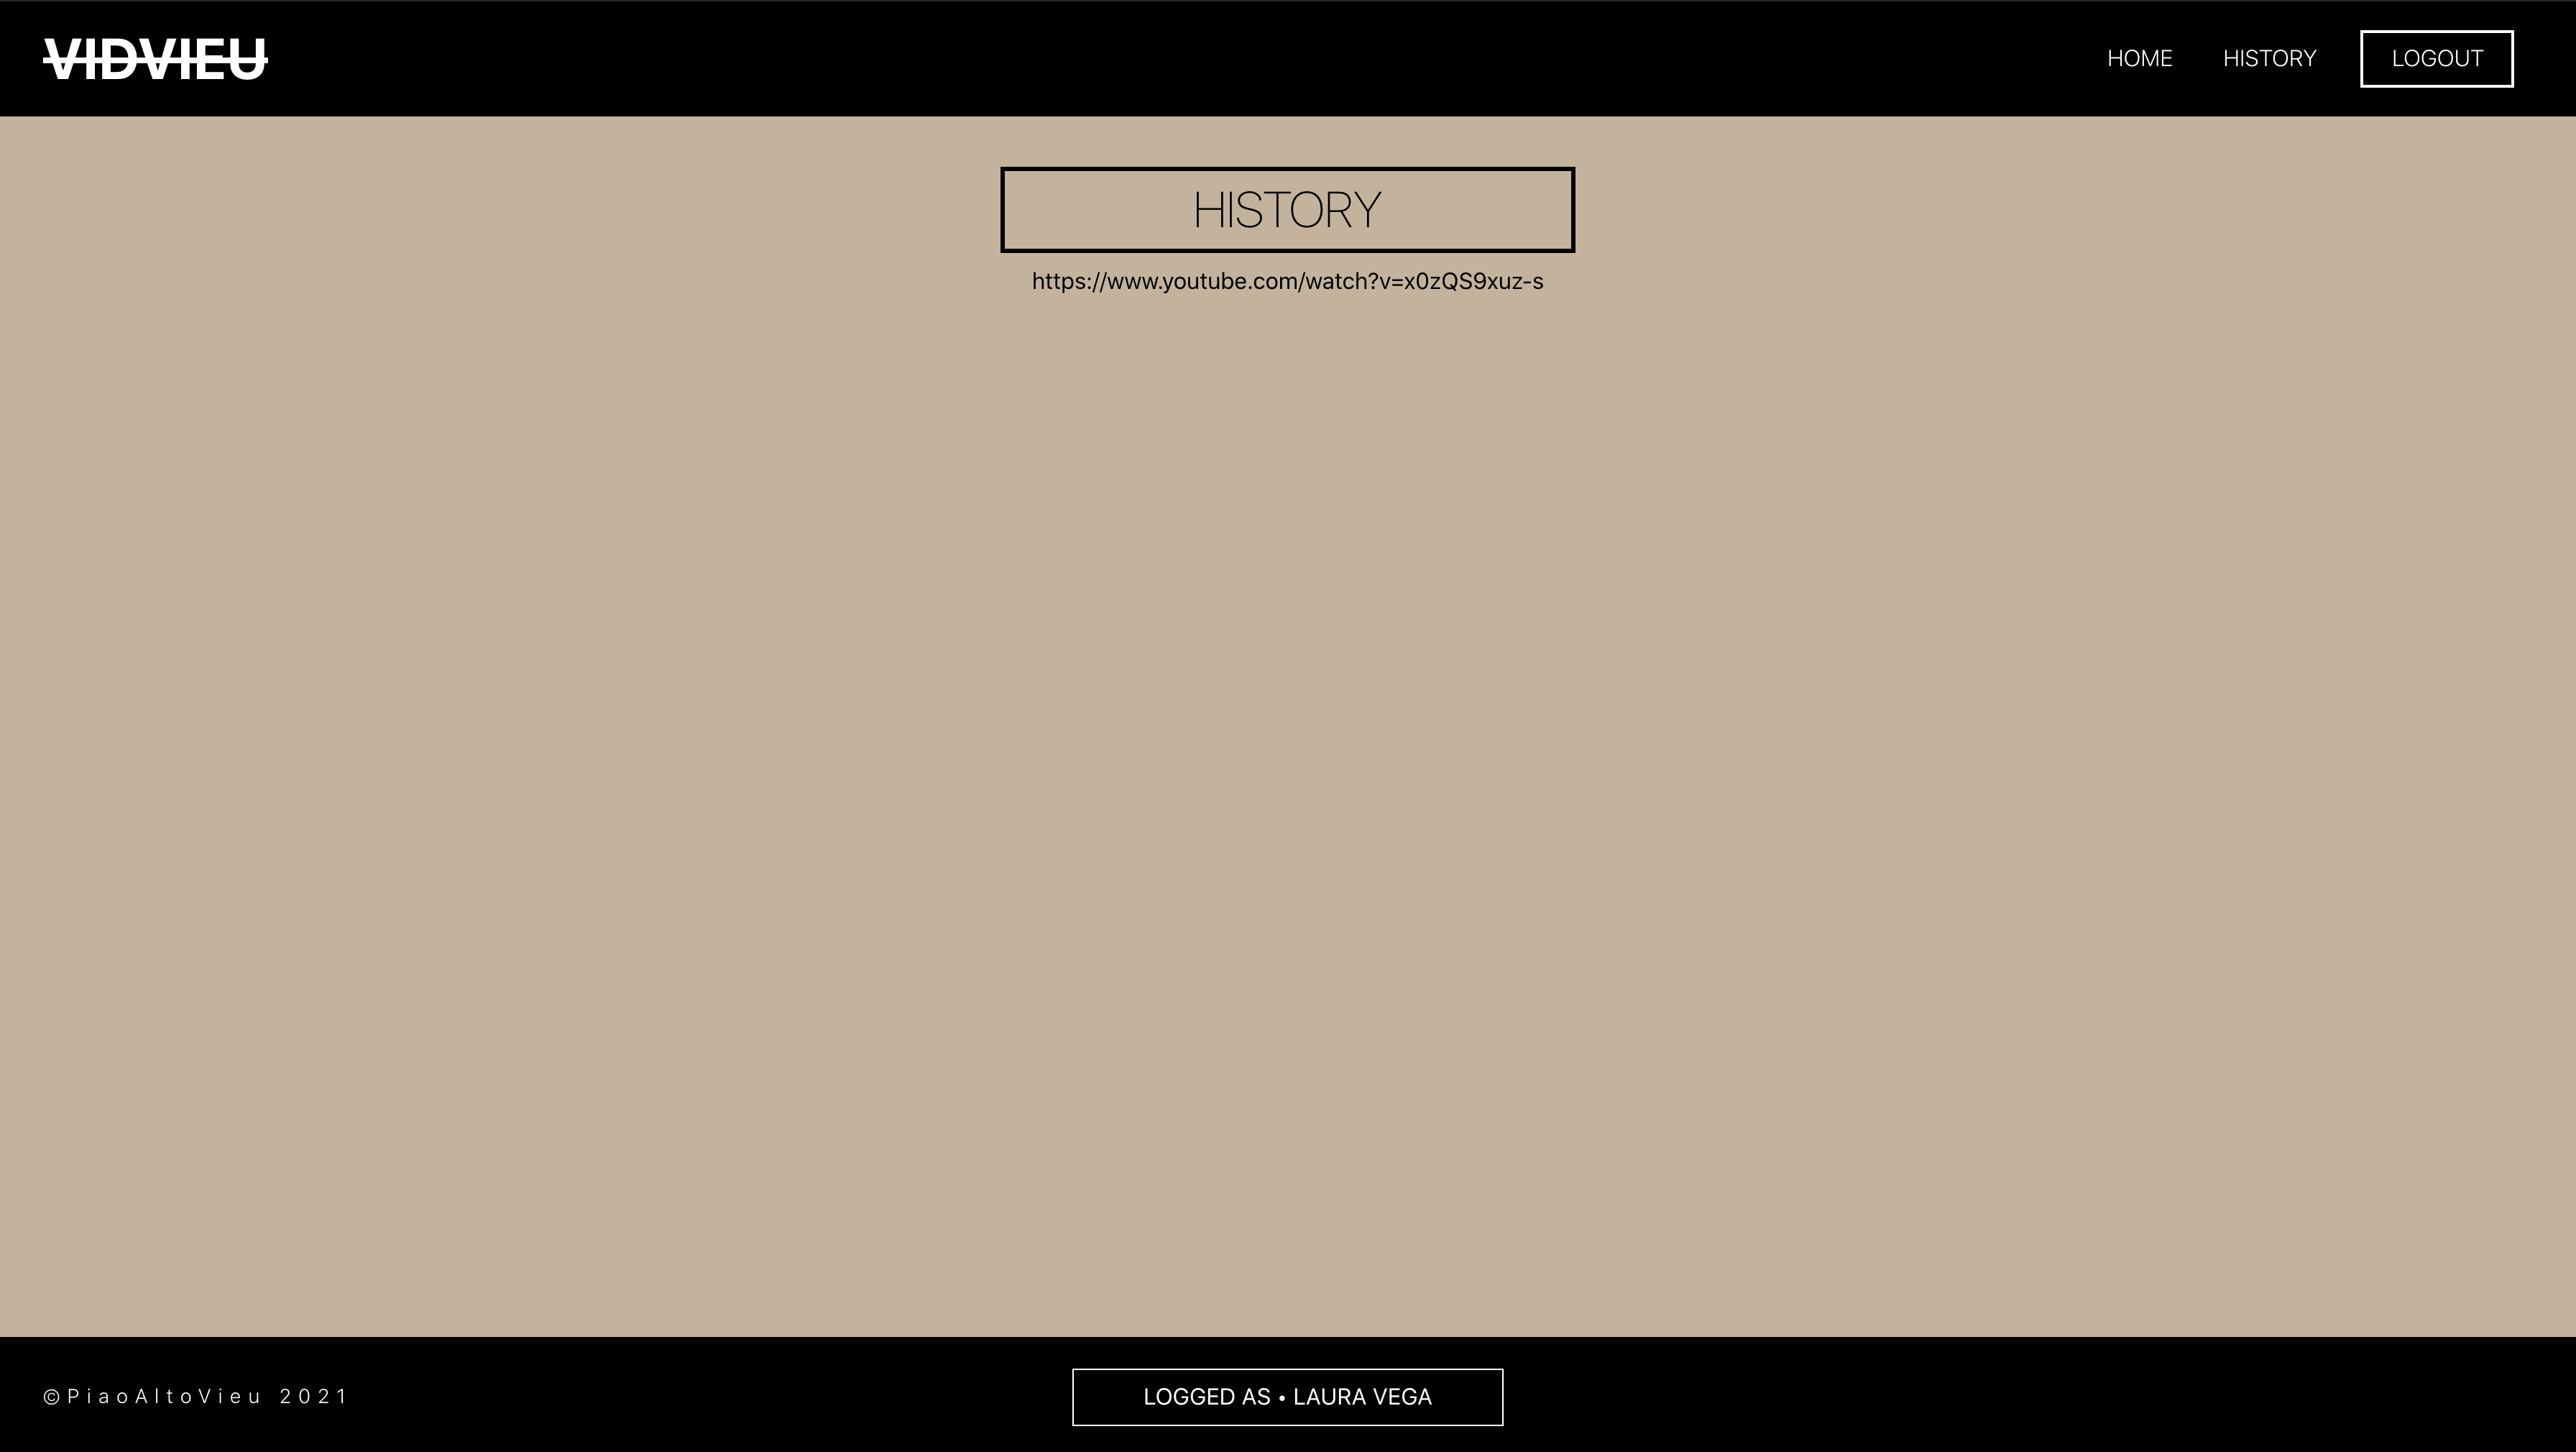 VIDVIEU
HOME HISTORY LOGOUT
HISTORY
https://www.youtube.com/watch?v=x0zQS9xuz-s
©PiaoAltoVieu 2021
LOGGED AS • LAURA VEGA